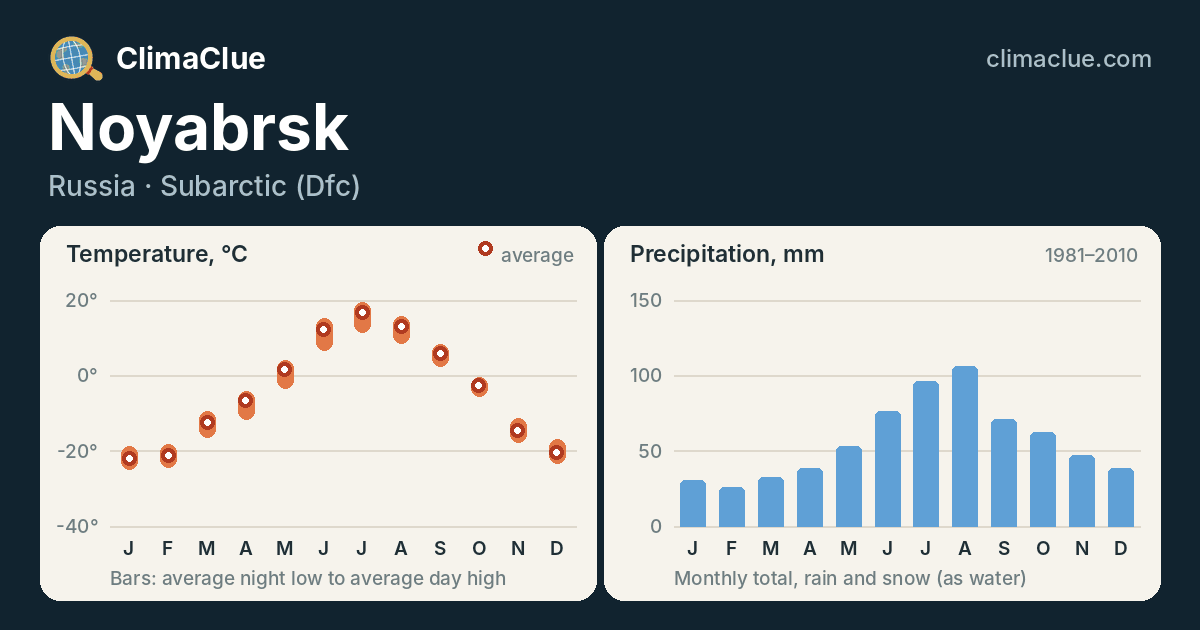 ClimaClue
climaclue.com
Noyabrsk
Russia · Subarctic (Dfc)
Temperature, °C
average
20°
0°
-20°
-40°
J F M A M J J A S O N D
Bars: average night low to average day high
Precipitation, mm
1981–2010
150
100
50
0
J F M A M J J A S O N D
Monthly total, rain and snow (as water)